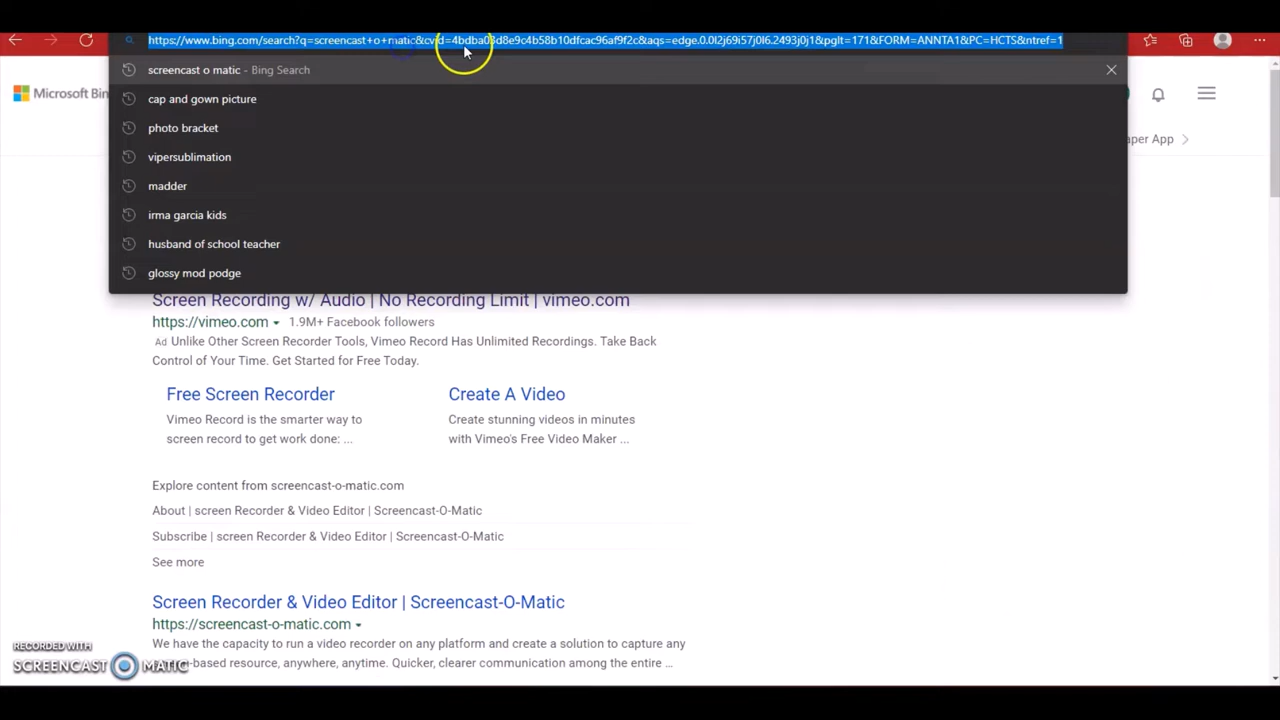 https://www.bing.com/search?q=screencast+o+matic&cvid=4bdba03d8e9c4b58b10dfcac96af9f2c&aqs=edge.0.0l2j69i57j0l6.2493j0j1&pglt=171&FORM=ANNTA1&PC=HCTS&ntref=1
screencast o matic - Bing Search
Microsoft Bin
cap and gown picture
photo bracket
aper App
vipersublimation
madder
irma garcia kids
husband of school teacher
glossy mod podge
Screen Recording w/ Audio | No Recording Limit | vimeo.com
https://vimeo.com 1.9M+ Facebook followers
Ad Unlike Other Screen Recorder Tools, Vimeo Record Has Unlimited Recordings. Take Back
Control of Your Time. Get Started for Free Today.
Free Screen Recorder
Vimeo Record is the smarter way to
screen record to get work done: ...
Create A Video
Create stunning videos in minutes
with Vimeo's Free Video Maker ...
Explore content from screencast-o-matic.com
About | screen Recorder & Video Editor | Screencast-O-Matic
Subscribe | screen Recorder & Video Editor | Screencast-O-Matic
See more
Screen Recorder & Video Editor | Screencast-O-Matic
https://screencast-o-matic.com
We have the capacity to run a video recorder on any platform and create a solution to capture any
-based resource, anywhere, anytime. Quicker, clearer communication among the entire ...
RECORDED WITH
SCREENCAST MATIC